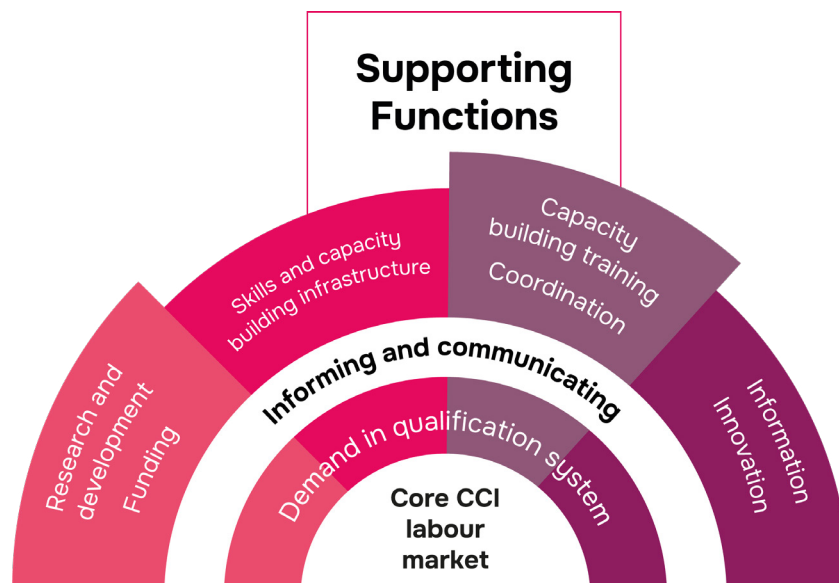 Supporting
Functions
Research and
development
Funding
Skills and capacity
building infrastructure
Capacity
building training
Coordination
Information
Innovation
Informing and communicating
Demand in qualification system
Core CCI
labour
market